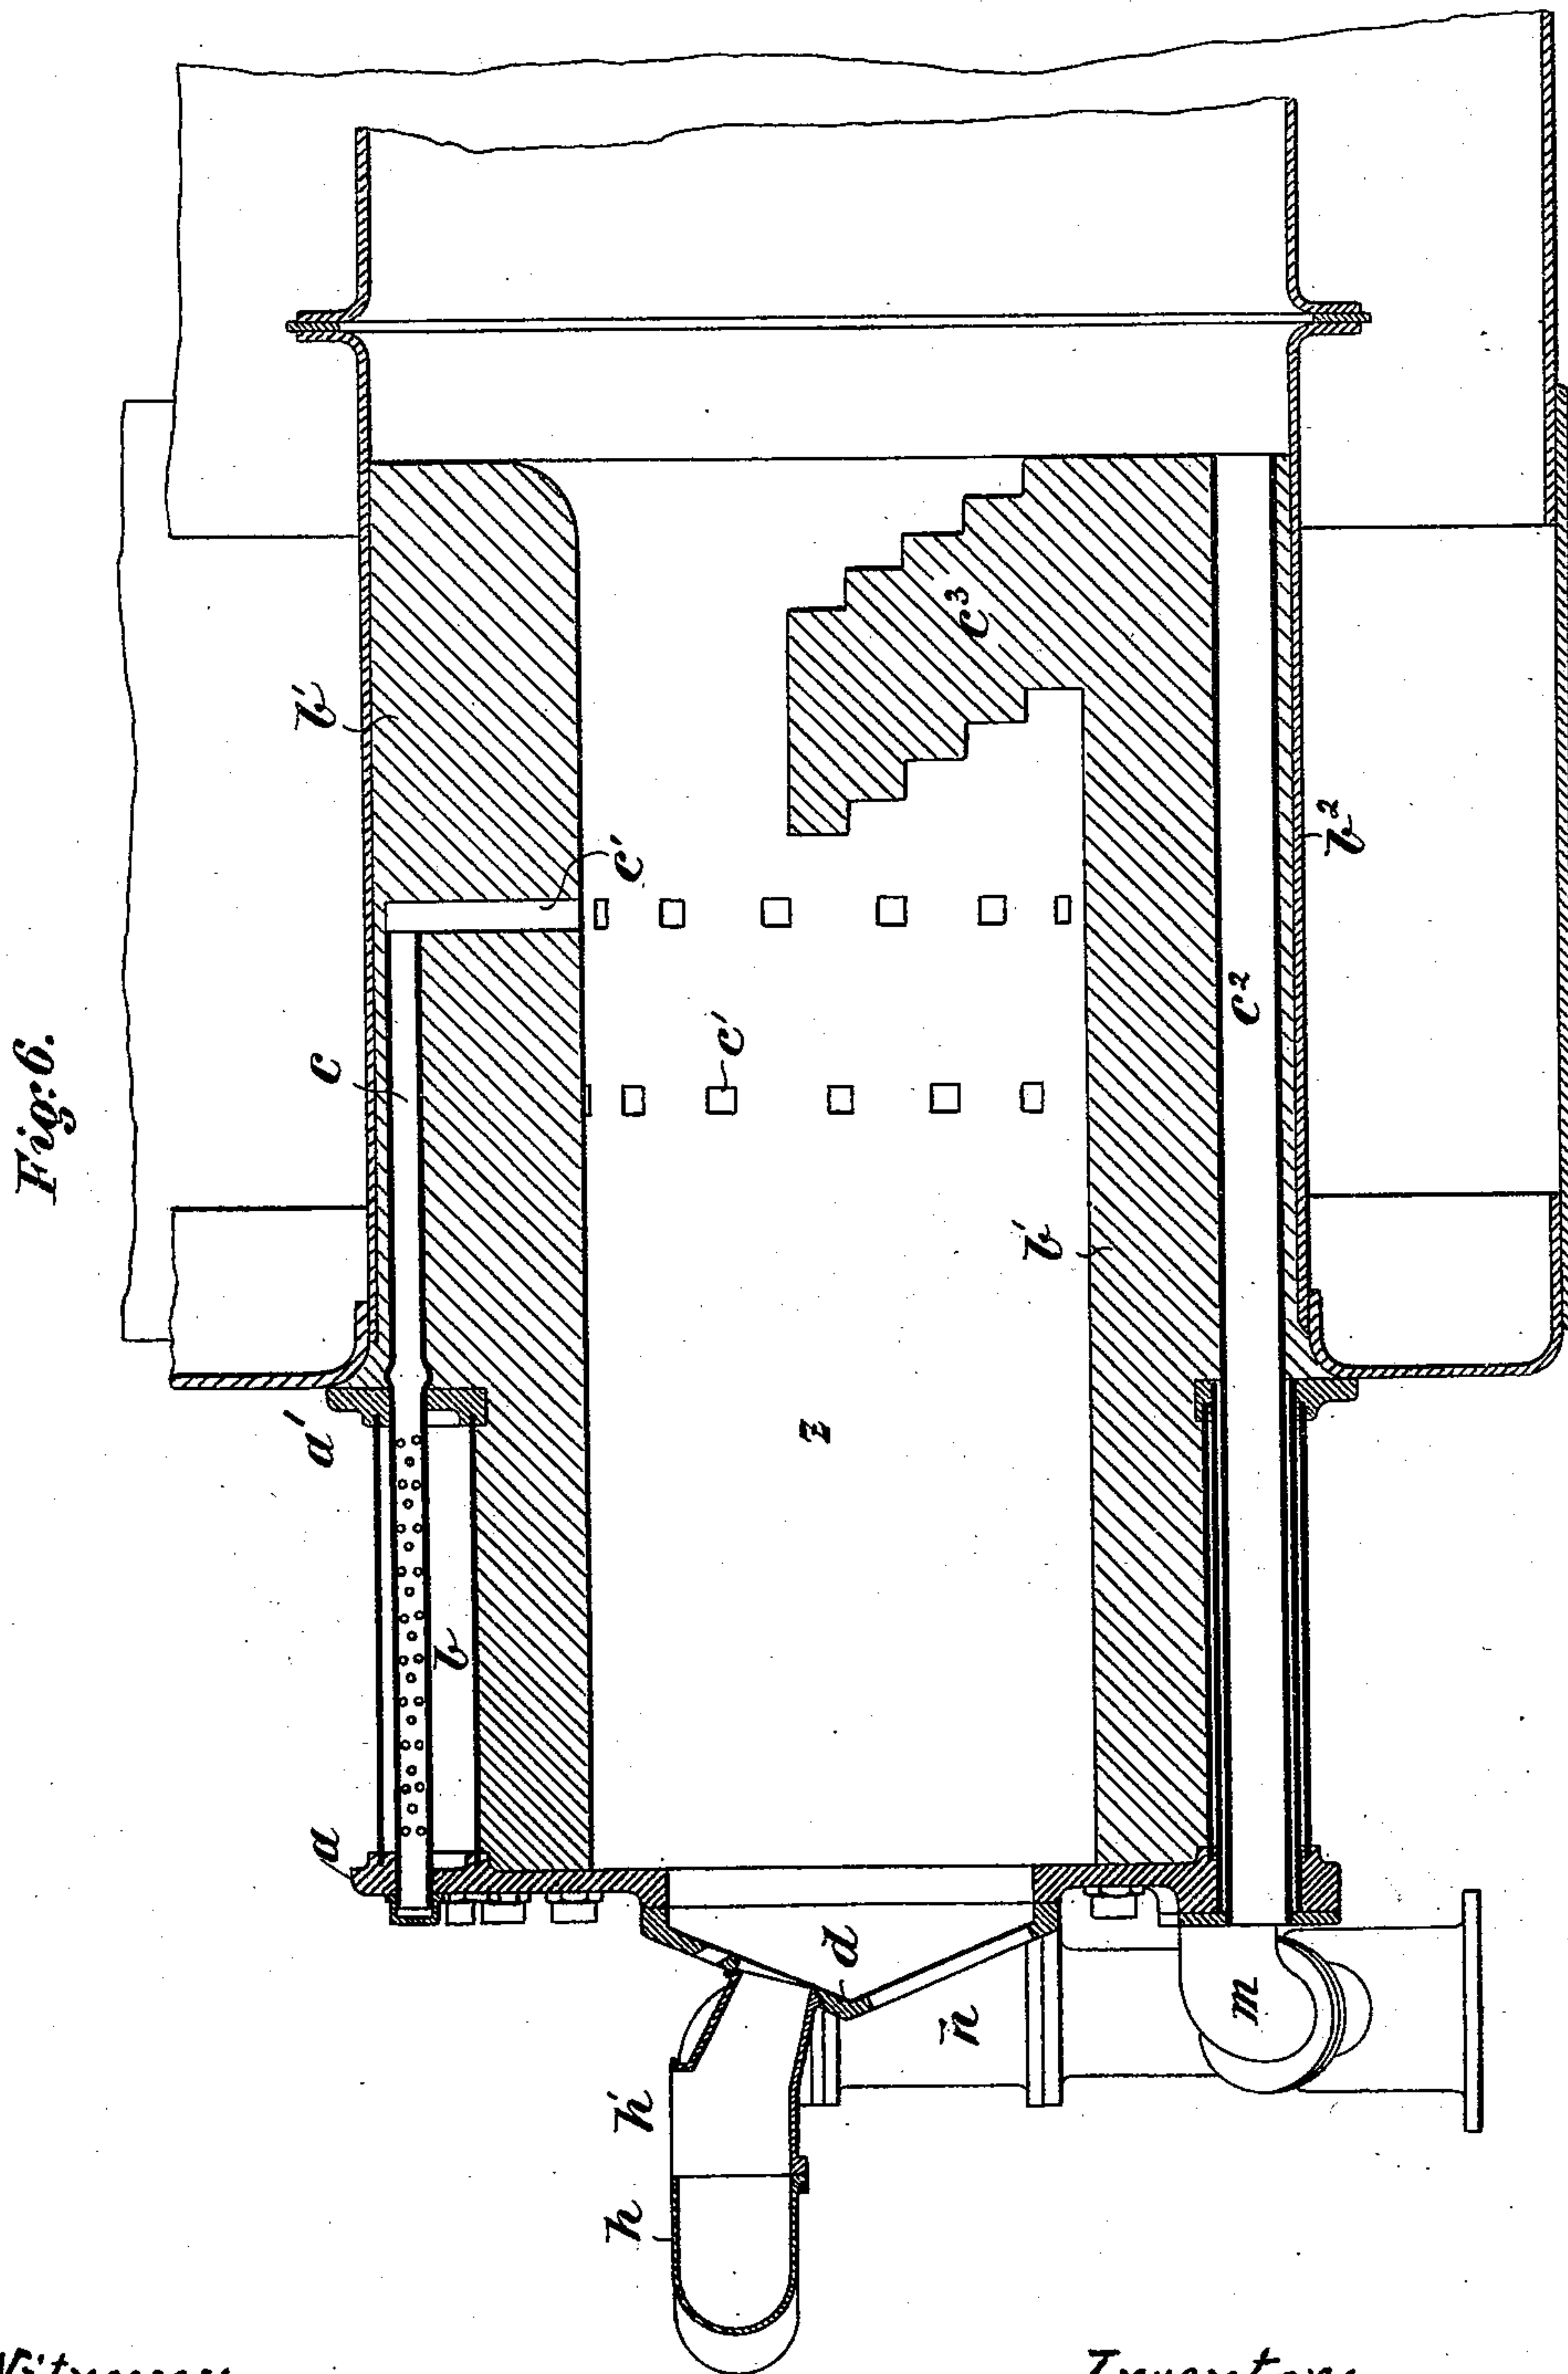 Fig. 6.
b'
c'
c³
c
c'
b²
c²
b'
a'
z
b
a
d
n
m
h'
h
Witnesses
Inventors